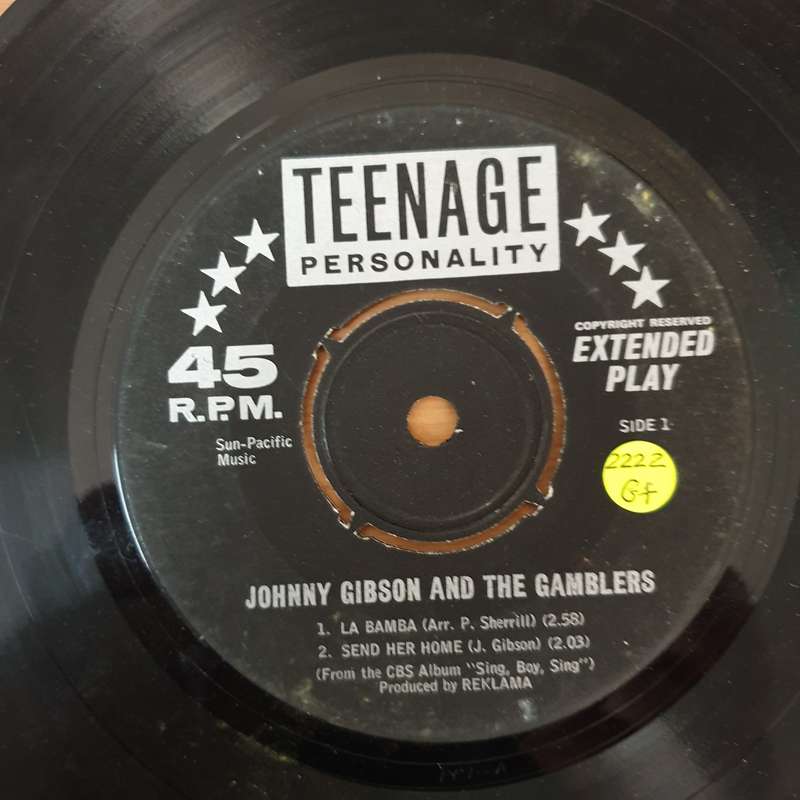 TEENAGE
PERSONALITY
45
R.P.M.
Sun-Pacific
Music
COPYRIGHT RESERVED
EXTENDED
PLAY
SIDE 1
2222
Gf
JOHNNY GIBSON AND THE GAMBLERS
1. LA BAMBA (Arr. P. Sherrill) (2.58)
2. SEND HER HOME (J. Gibson) (2.03)
(From the CBS Album "Sing, Boy, Sing")
Produced by REKLAMA